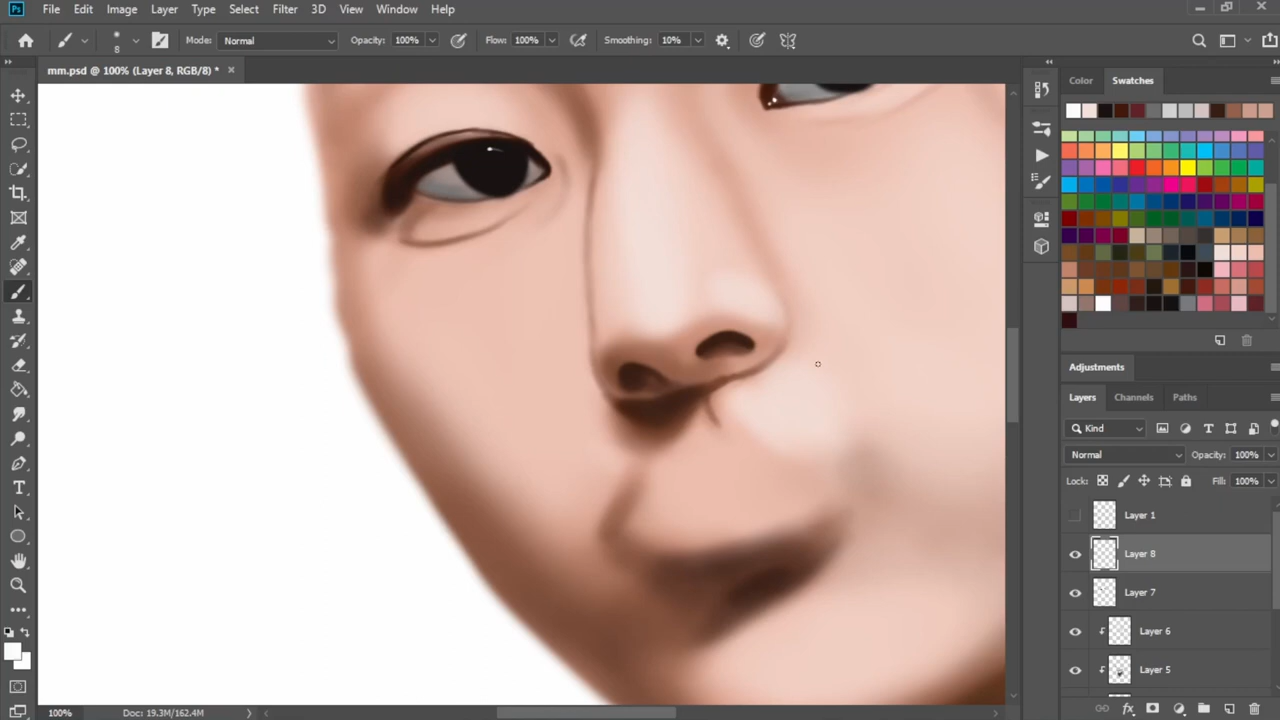 Ps File Edit Image Layer Type Select Filter 3D View Window Help
8 Mode: Normal Opacity: 100% Flow: 100% Smoothing: 10%
mm.psd @ 100% (Layer 8, RGB/8) *
Color Swatches
Adjustments
Layers Channels Paths
Kind
Normal Opacity: 100%
Lock: Fill: 100%
Layer 1
Layer 8
Layer 7
Layer 6
Layer 5
100% Doc: 19.3M/162.4M